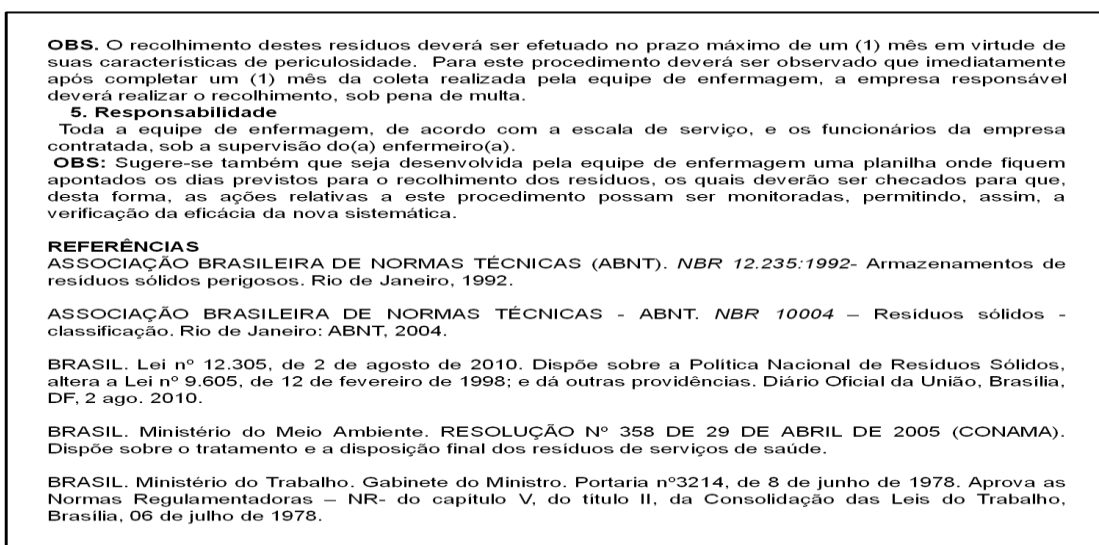 OBS. O recolhimento destes resíduos deverá ser efetuado no prazo máximo de um (1) mês em virtude de
suas características de periculosidade. Para este procedimento deverá ser observado que imediatamente
após completar um (1) mês da coleta realizada pela equipe de enfermagem, a empresa responsável
deverá realizar o recolhimento, sob pena de multa.
5. Responsabilidade
Toda a equipe de enfermagem, de acordo com a escala de serviço, e os funcionários da empresa
contratada, sob a supervisão do(a) enfermeiro(a).
OBS: Sugere-se também que seja desenvolvida pela equipe de enfermagem uma planilha onde fiquem
apontados os dias previstos para o recolhimento dos resíduos, os quais deverão ser checados para que,
desta forma, as ações relativas a este procedimento possam ser monitoradas, permitindo, assim, a
verificação da eficácia da nova sistemática.
REFERÊNCIAS
ASSOCIAÇÃO BRASILEIRA DE NORMAS TÉCNICAS (ABNT). NBR 12.235:1992- Armazenamentos de
resíduos sólidos perigosos. Rio de Janeiro, 1992.
ASSOCIAÇÃO BRASILEIRA DE NORMAS TÉCNICAS - ABNT. NBR 10004 – Resíduos sólidos -
classificação. Rio de Janeiro: ABNT, 2004.
BRASIL. Lei nº 12.305, de 2 de agosto de 2010. Dispõe sobre a Política Nacional de Resíduos Sólidos,
altera a Lei nº 9.605, de 12 de fevereiro de 1998; e dá outras providências. Diário Oficial da União, Brasília,
DF, 2 ago. 2010.
BRASIL. Ministério do Meio Ambiente. RESOLUÇÃO Nº 358 DE 29 DE ABRIL DE 2005 (CONAMA).
Dispõe sobre o tratamento e a disposição final dos resíduos de serviços de saúde.
BRASIL. Ministério do Trabalho. Gabinete do Ministro. Portaria nº3214, de 8 de junho de 1978. Aprova as
Normas Regulamentadoras – NR- do capítulo V, do título II, da Consolidação das Leis do Trabalho,
Brasília, 06 de julho de 1978.